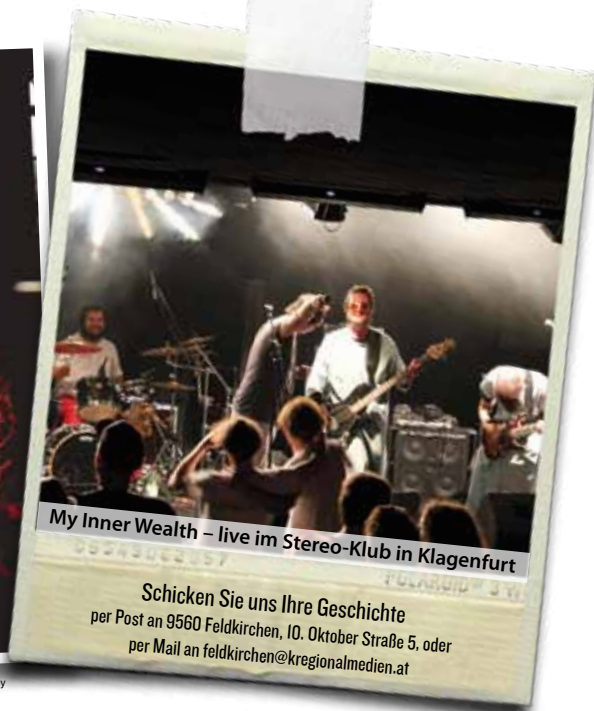 My Inner Wealth – live im Stereo-Klub in Klagenfurt
Schicken Sie uns Ihre Geschichte
per Post an 9560 Feldkirchen, 10. Oktober Straße 5, oder
per Mail an feldkirchen@kregionalmedien.at